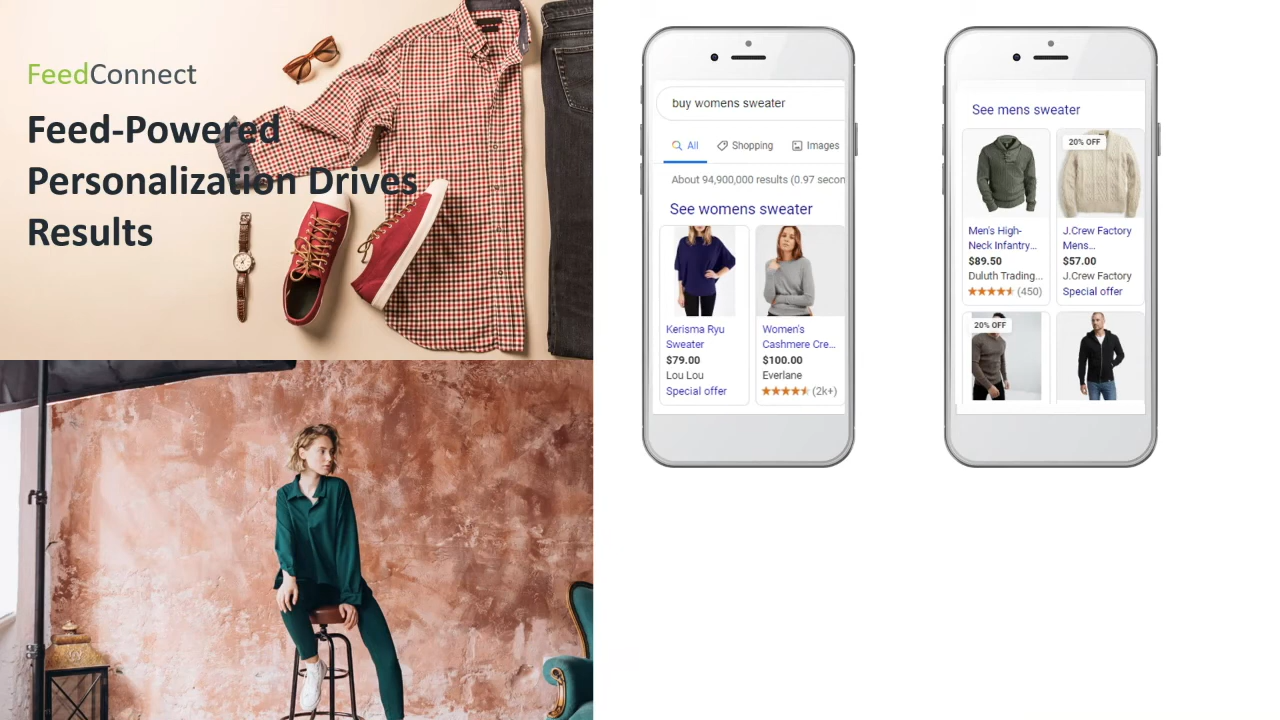 FeedConnect
Feed-Powered
Personalization Drives
Results
buy womens sweater
All
Shopping
Images
About 94,900,000 results (0.97 secon
See womens sweater
Kerisma Ryu
Sweater
$79.00
Lou Lou
Special offer
Women's
Cashmere Cre...
$100.00
Everlane
(2k+)
See mens sweater
20% OFF
Men's High-
Neck Infantry...
$89.50
Duluth Trading...
(450)
J.Crew Factory
Mens...
$57.00
J.Crew Factory
Special offer
20% OFF